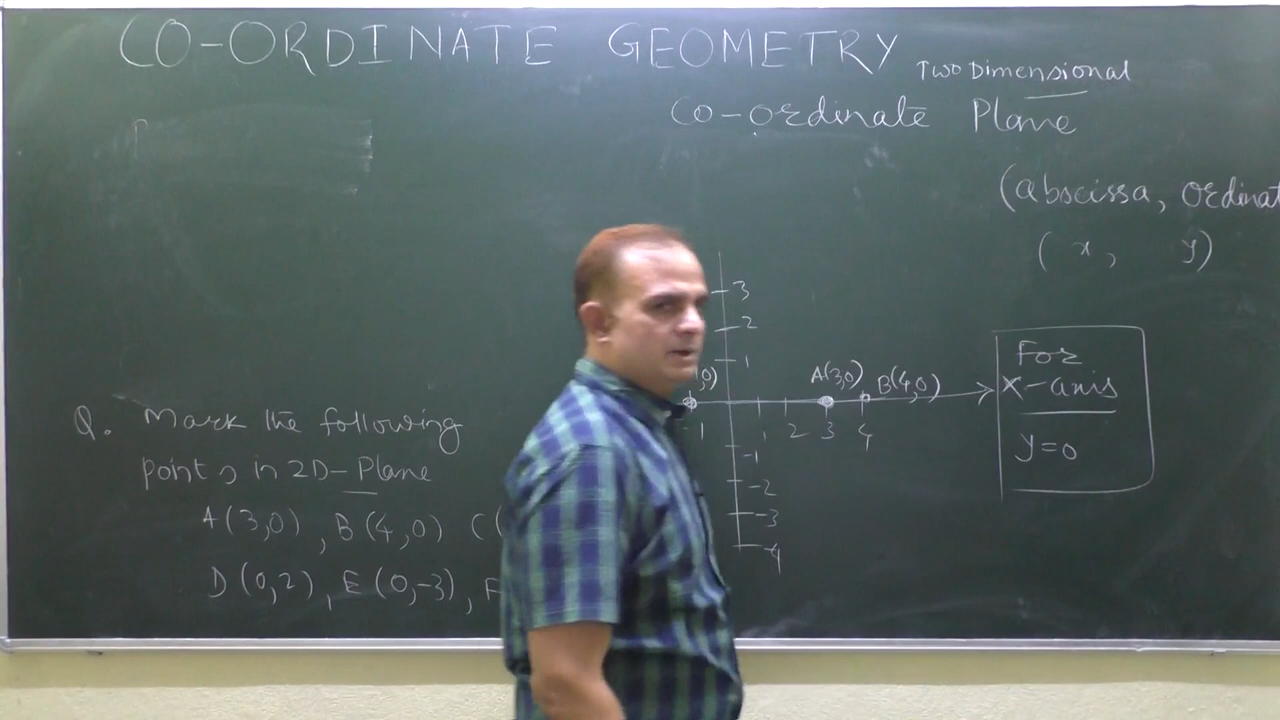 CO-ORDINATE GEOMETRY
Two Dimensional
Co-ordinate Plane
(abscissa, Ordinat
( x, y)
3
2
1
,0)
A(3,0)
B(4,0)
-1
1 2 3 4
-1
-2
-3
-4
For
X-axis
y=0
Q. Mark the following
points in 2D-Plane
A(3,0), B(4,0) C(
D(0,2), E(0,-3), F